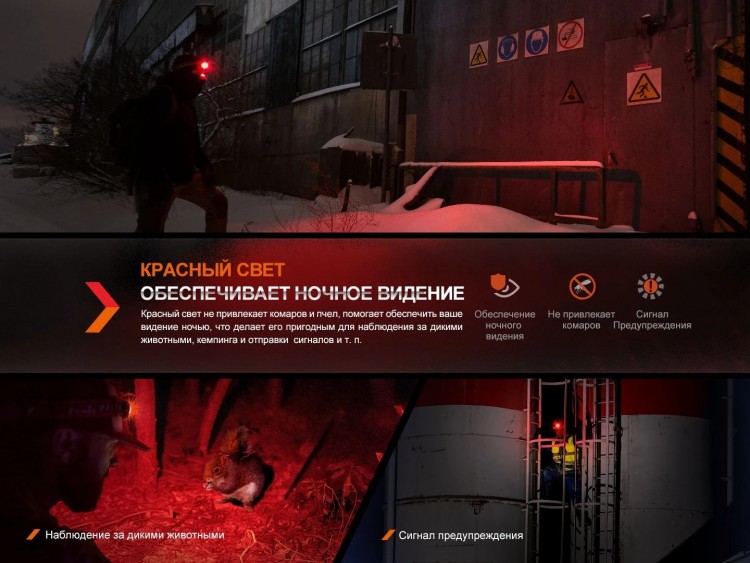 КРАСНЫЙ СВЕТ
ОБЕСПЕЧИВАЕТ НОЧНОЕ ВИДЕНИЕ
Красный свет не привлекает комаров и пчел, помогает обеспечить ваше
видение ночью, что делает его пригодным для наблюдения за дикими
животными, кемпинга и отправки сигналов и т. п.
Обеспечение
ночного
видения
Не привлекает
комаров
Сигнал
Предупреждения
Наблюдение за дикими животными
Сигнал предупреждения